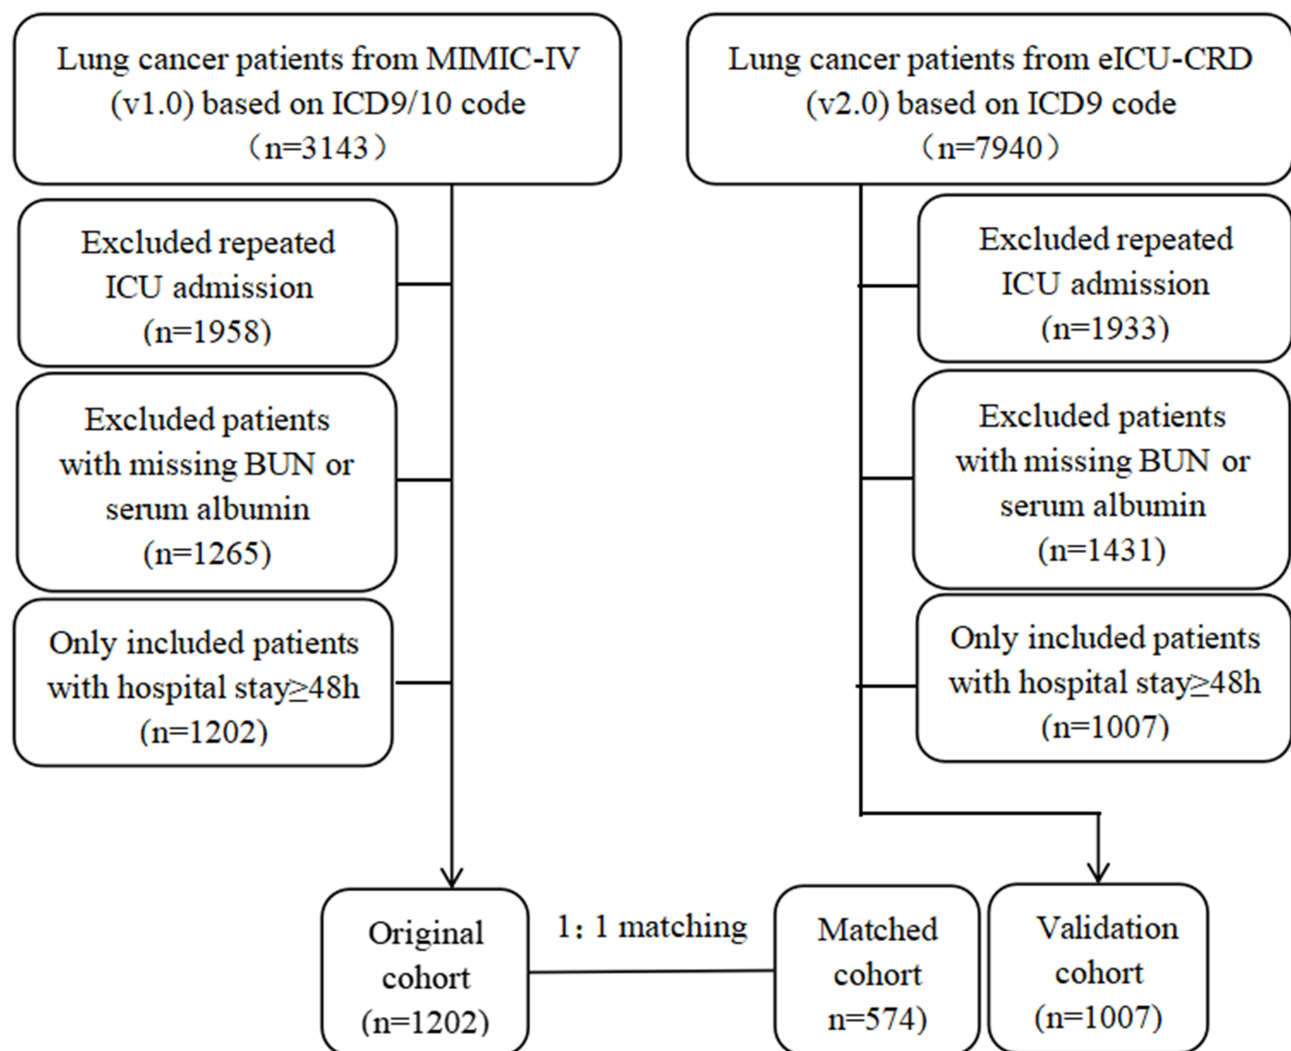 Lung cancer patients from MIMIC-IV
(v1.0) based on ICD9/10 code
（n=3143）
Lung cancer patients from eICU-CRD
(v2.0) based on ICD9 code
（n=7940）
Excluded repeated
ICU admission
(n=1958)
Excluded repeated
ICU admission
(n=1933)
Excluded patients
with missing BUN or
serum albumin
(n=1265)
Excluded patients
with missing BUN or
serum albumin
(n=1431)
Only included patients
with hospital stay≥48h
(n=1202)
Only included patients
with hospital stay≥48h
(n=1007)
Original
cohort
(n=1202)
1: 1 matching
Matched
cohort
n=574)
Validation
cohort
(n=1007)